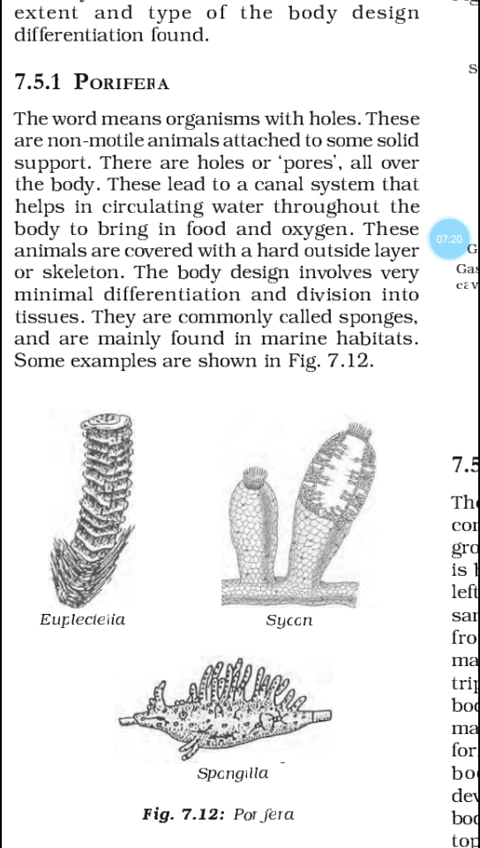 extent and type of the body design
differentiation found.
7.5.1 PORIFERA
The word means organisms with holes. These
are non-motile animals attached to some solid
support. There are holes or ‘pores’, all over
the body. These lead to a canal system that
helps in circulating water throughout the
body to bring in food and oxygen. These
animals are covered with a hard outside layer
or skeleton. The body design involves very
minimal differentiation and division into
tissues. They are commonly called sponges,
and are mainly found in marine habitats.
Some examples are shown in Fig. 7.12.
Euplectella
Sycon
Spongilla
Fig. 7.12: Porifera
07:20
7.5